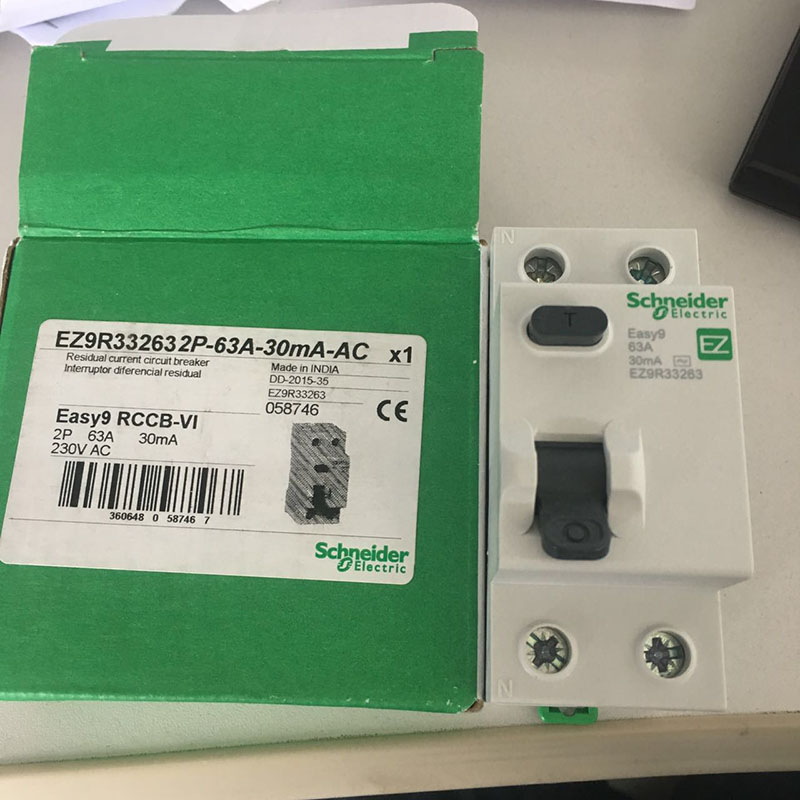 EZ9R33263 2P-63A-30mA-AC x1
Residual current circuit breaker
Interruptor diferencial residual
Made in INDIA
DD-2015-35
EZ9R33263
058746
CE
Easy9 RCCB-VI
2P 63A 30mA
230V AC
360648 0 58746 7
Schneider
Electric
N
T
Schneider
Electric
Easy9
63A
30mA
EZ9R33263
EZ
O
N